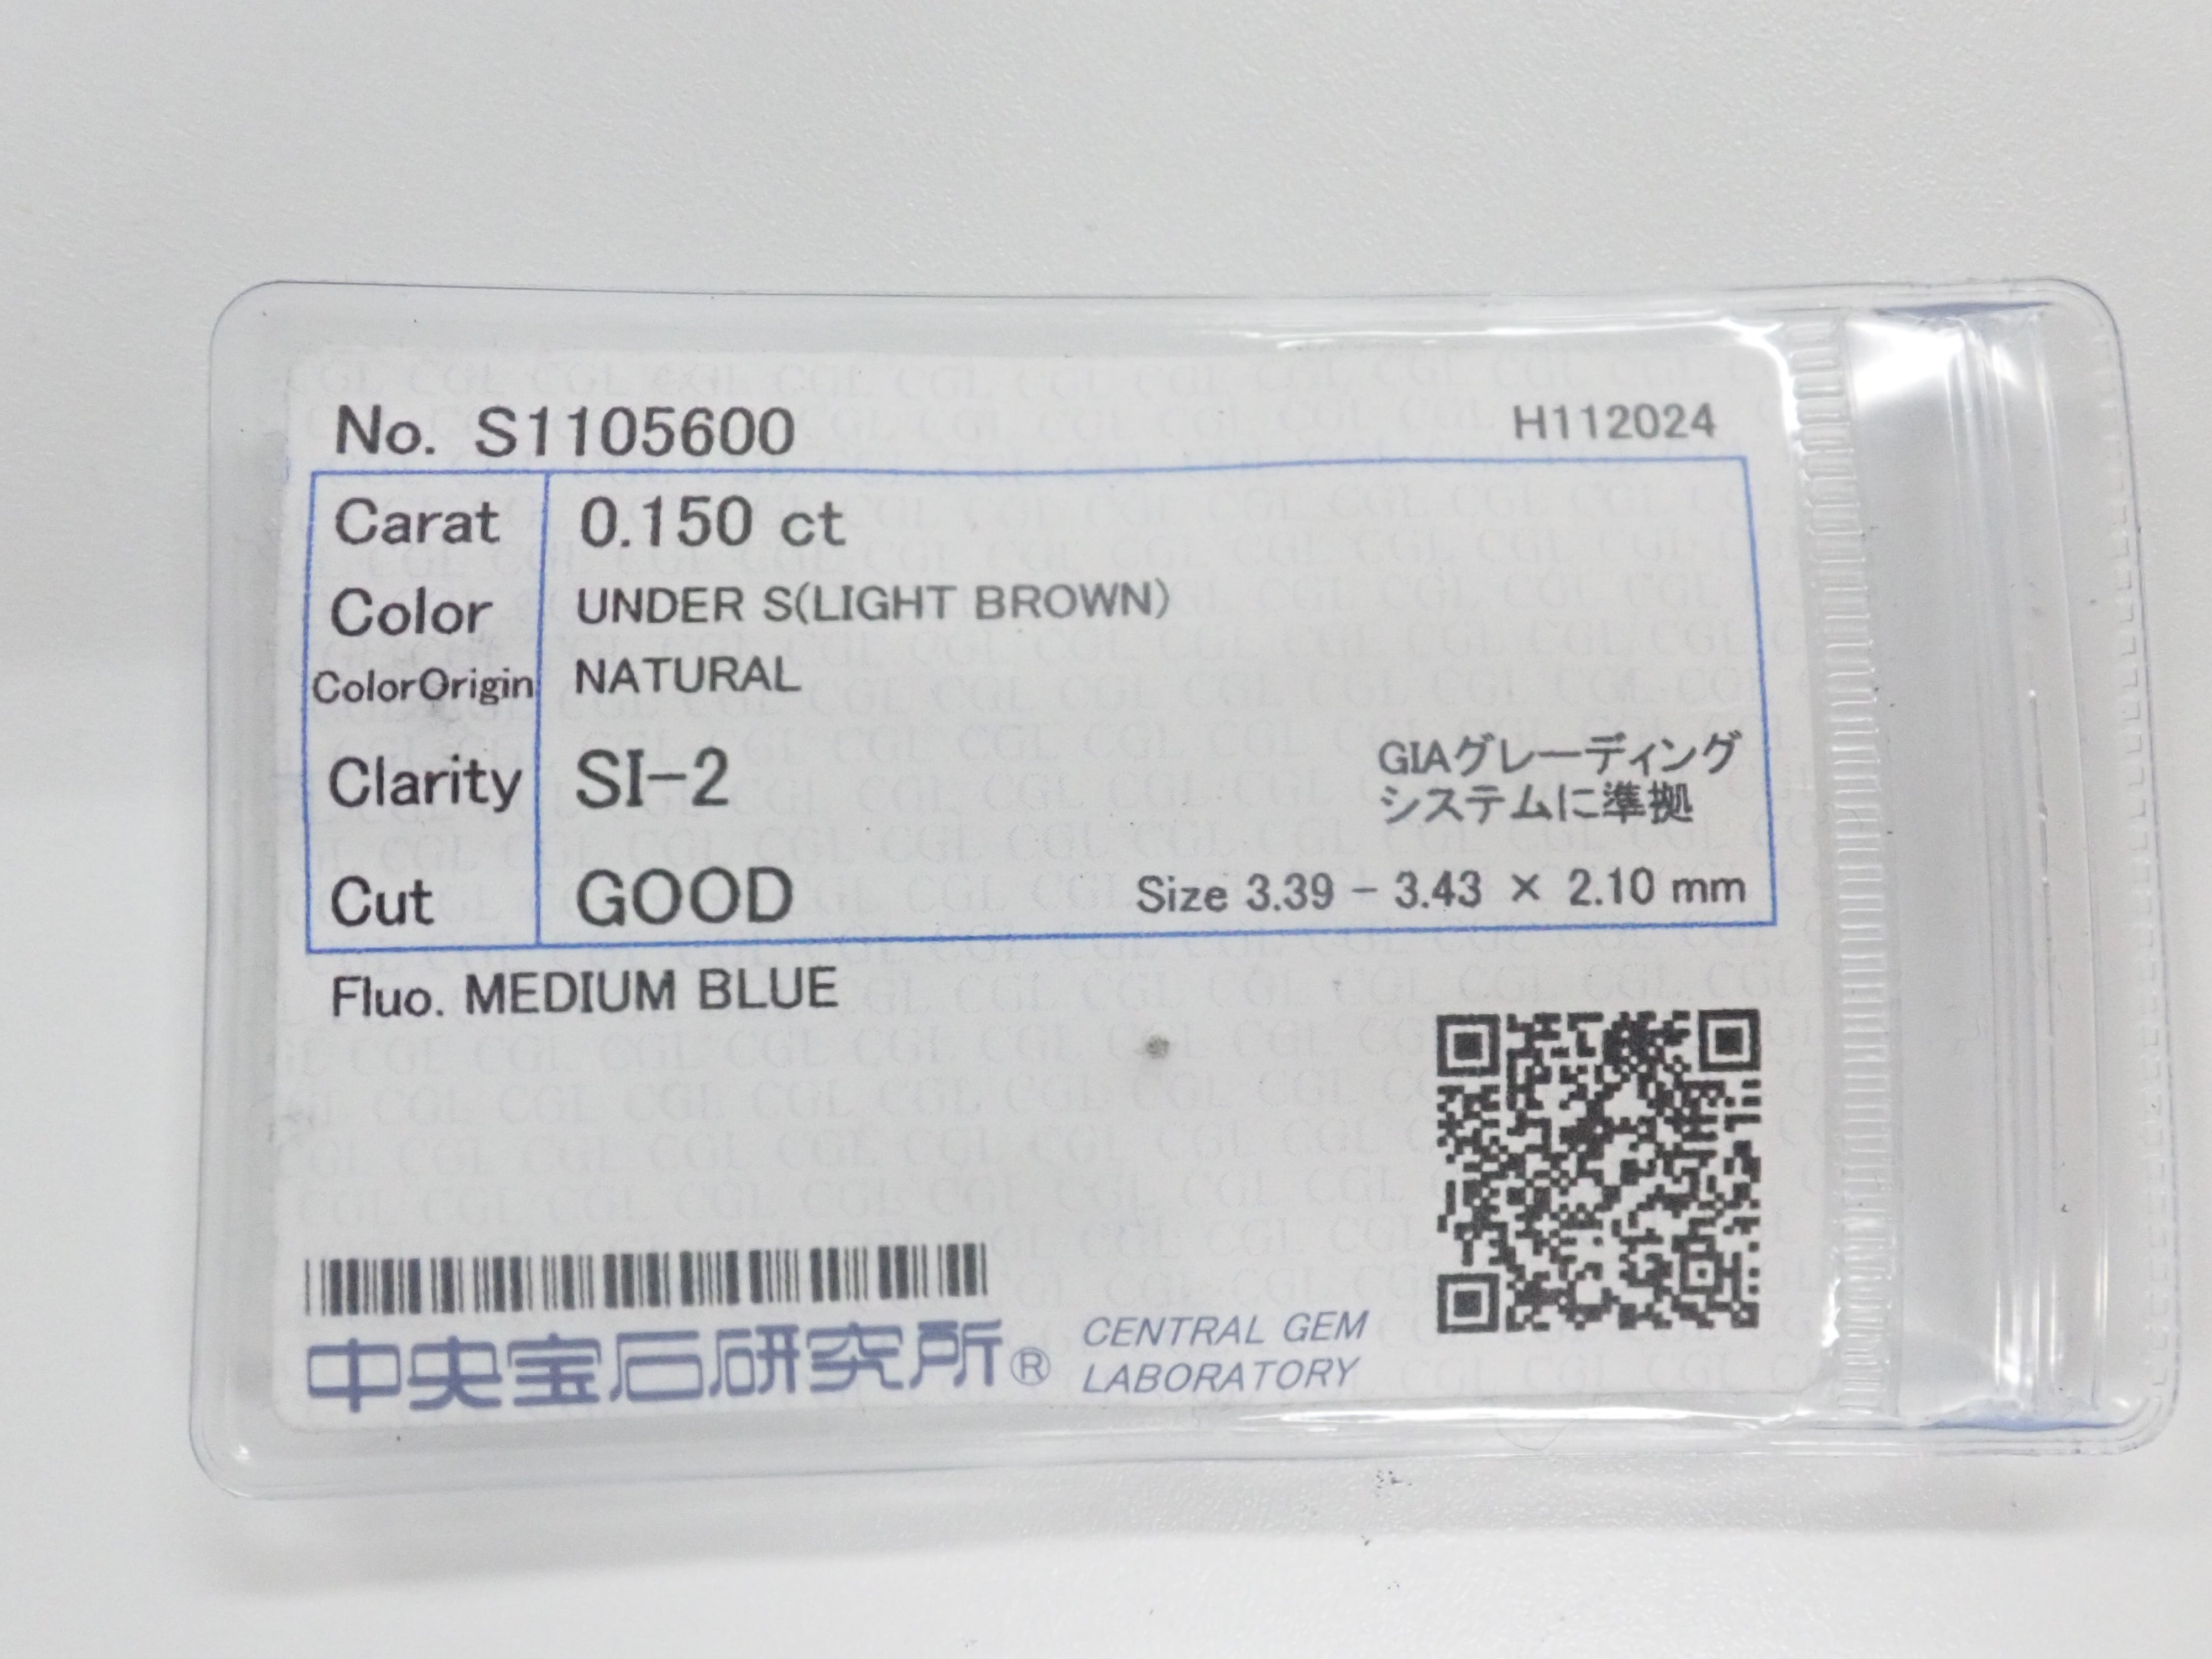 No. S1105600 H112024
Carat 0.150 ct
Color UNDER S(LIGHT BROWN)
ColorOrigin NATURAL
Clarity SI-2
GIAグレーディング
システムに準拠
Cut GOOD Size 3.39 - 3.43 × 2.10 mm
Fluo. MEDIUM BLUE
中央宝石研究所®
CENTRAL GEM
LABORATORY